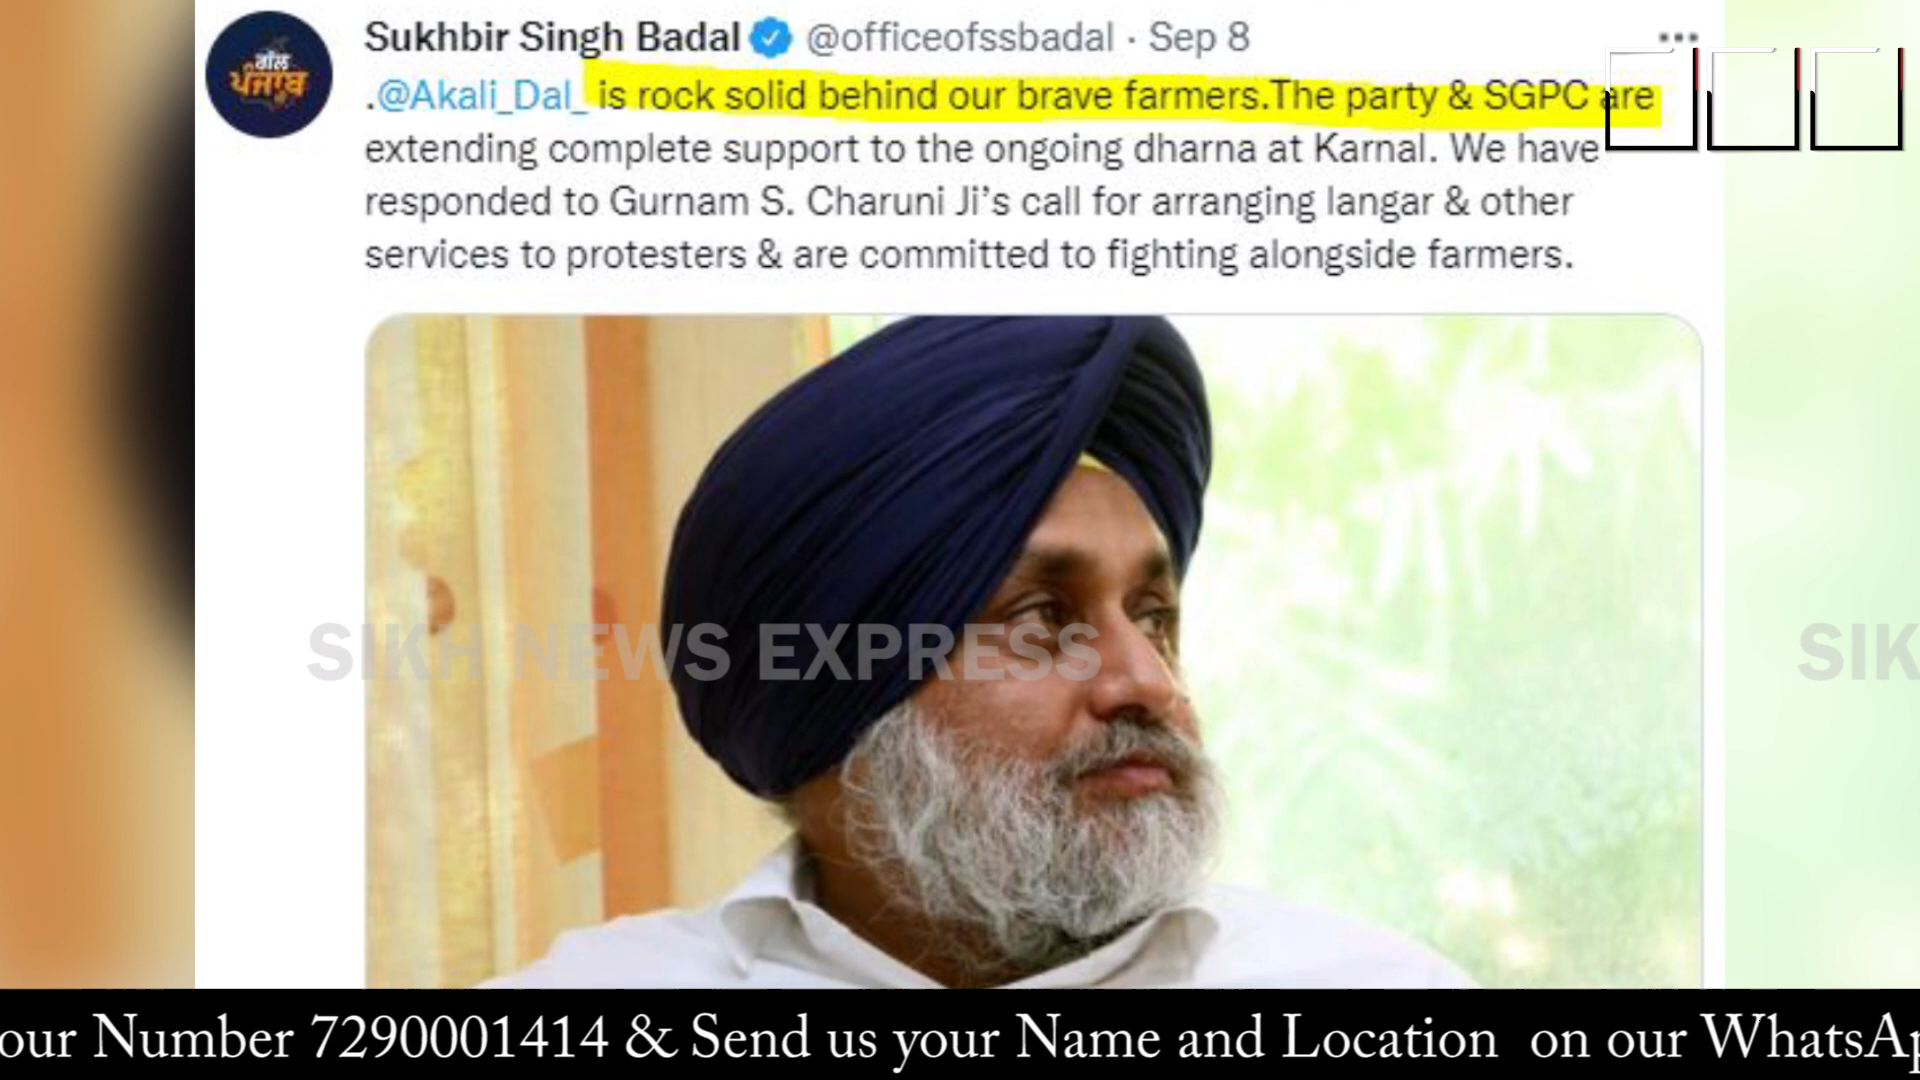 Sukhbir Singh Badal @officeofssbadal · Sep 8
ਗੱਲ
ਪੰਜਾਬ
.@Akali_Dal_ is rock solid behind our brave farmers.The party & SGPC are
extending complete support to the ongoing dharna at Karnal. We have
responded to Gurnam S. Charuni Ji’s call for arranging langar & other
services to protesters & are committed to fighting alongside farmers.
SIKH NEWS EXPRESS
SIK
our Number 7290001414 & Send us your Name and Location on our WhatsAp